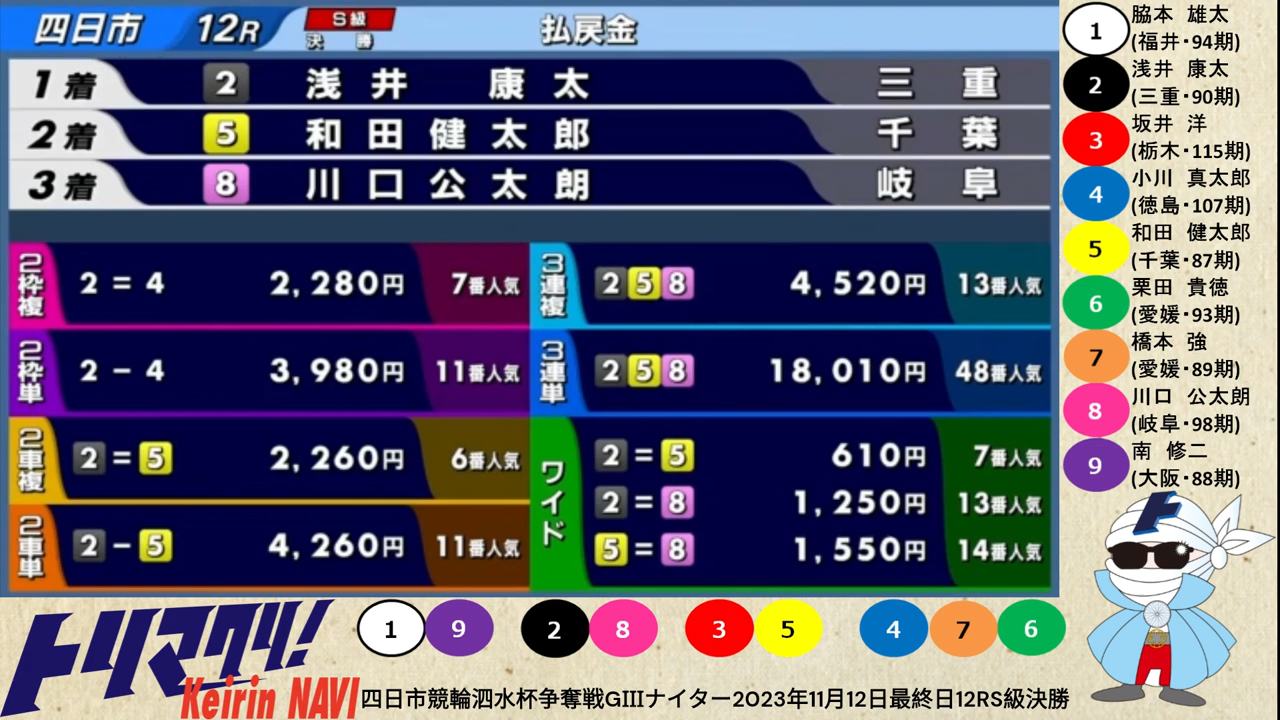 四日市 12R S級 決勝 払戻金
1着 2 浅井 康太 三重
2着 5 和田健太郎 千葉
3着 8 川口公太朗 岐阜
2枠複 2 = 4 2,280円 7番人気
2枠単 2 - 4 3,980円 11番人気
2車複 2 = 5 2,260円 6番人気
2車単 2 - 5 4,260円 11番人気
3連複 2 5 8 4,520円 13番人気
3連単 2 5 8 18,010円 48番人気
ワイド 2 = 5 610円 7番人気
2 = 8 1,250円 13番人気
5 = 8 1,550円 14番人気
1 脇本 雄太
(福井・94期)
2 浅井 康太
(三重・90期)
3 坂井 洋
(栃木・115期)
4 小川 真太郎
(徳島・107期)
5 和田 健太郎
(千葉・87期)
6 栗田 貴徳
(愛媛・93期)
7 橋本 強
(愛媛・89期)
8 川口 公太朗
(岐阜・98期)
9 南 修二
(大阪・88期)
トリマクリ!
Keirin NAVI
1 9 2 8 3 5 4 7 6
四日市競輪泗水杯争奪戦GIIIナイター2023年11月12日最終日12RS級決勝